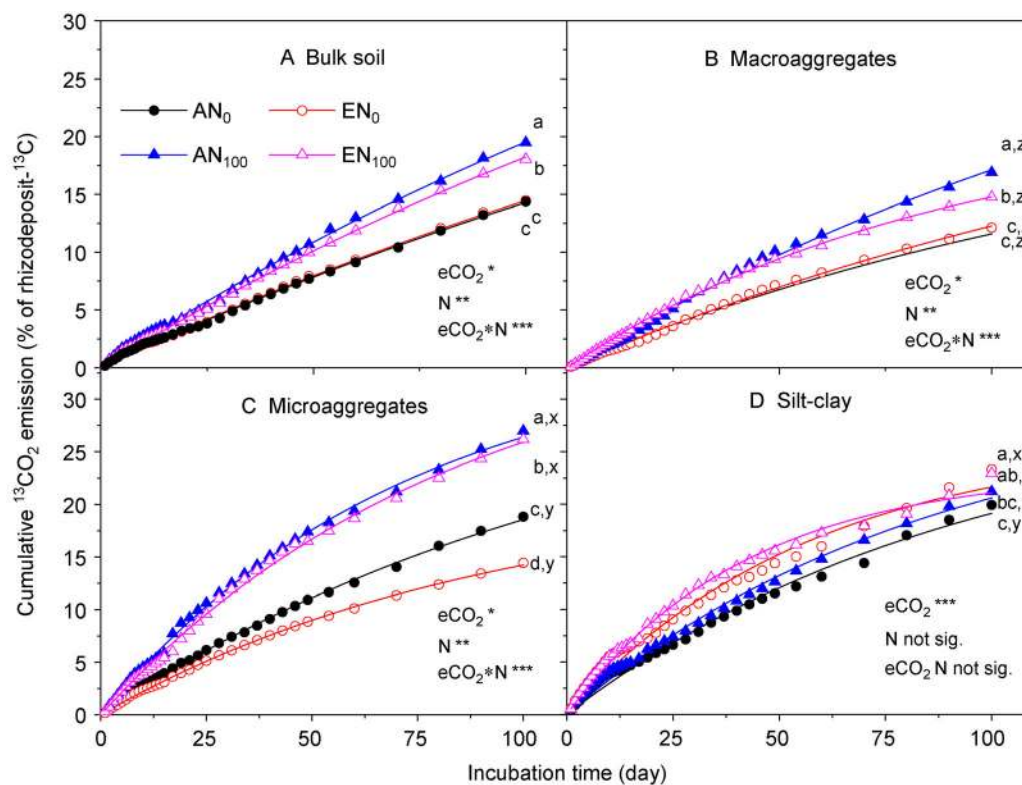 Cumulative ¹³CO₂ emission (% of rhizodeposit-¹³C)
30
25
20
15
10
5
0
A Bulk soil
AN₀
EN₀
AN₁₀₀
EN₁₀₀
a
b
c
c
eCO₂ *
N **
eCO₂*N ***
B Macroaggregates
a,z
b,z
c,
c,z
eCO₂ *
N **
eCO₂*N ***
30
25
20
15
10
5
0
C Microaggregates
a,x
b,x
c,y
d,y
eCO₂ *
N **
eCO₂*N ***
0 25 50 75 100
D Silt-clay
a,x
ab,
bc,
c,y
eCO₂ ***
N not sig.
eCO₂ N not sig.
0 25 50 75 100
Incubation time (day)